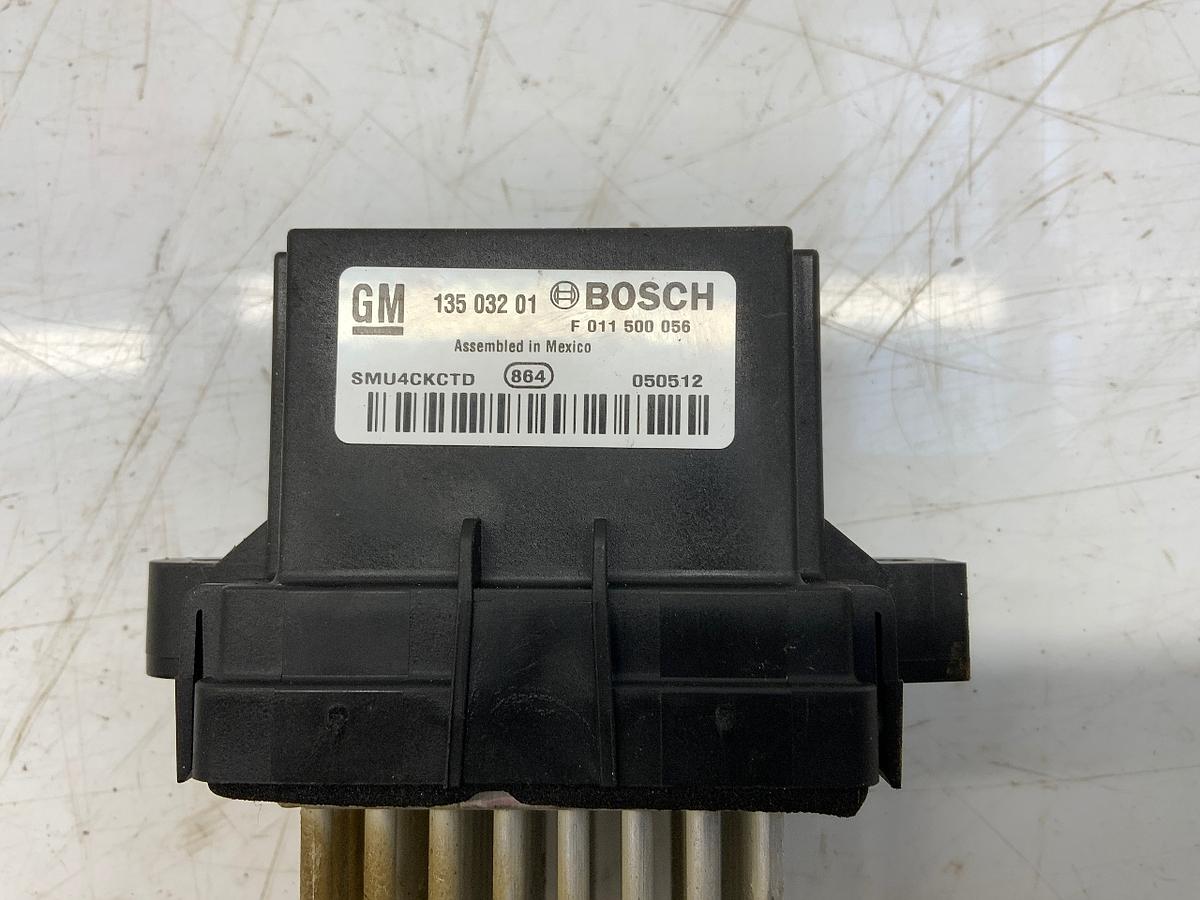 GM 135 032 01 BOSCH
F 011 500 056
Assembled in Mexico
SMU4CKCTD 864 050512